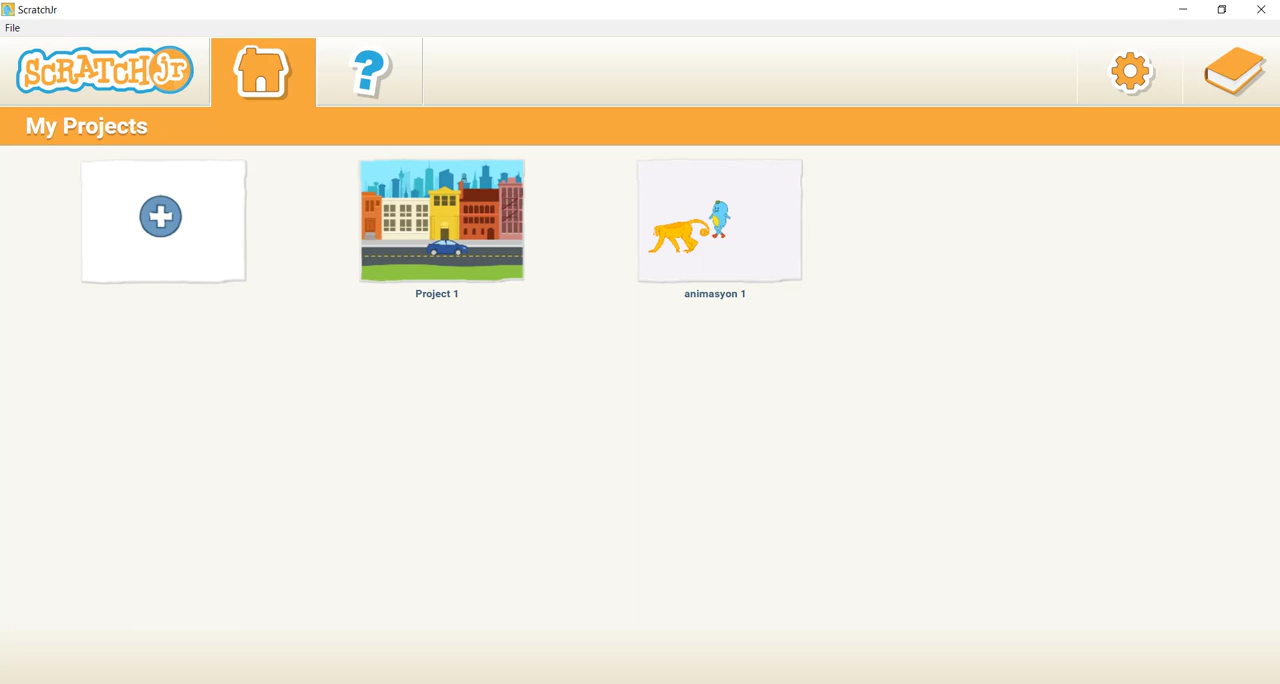 ScratchJr
File
SCRATCHJr
?
My Projects
Project 1
animasyon 1